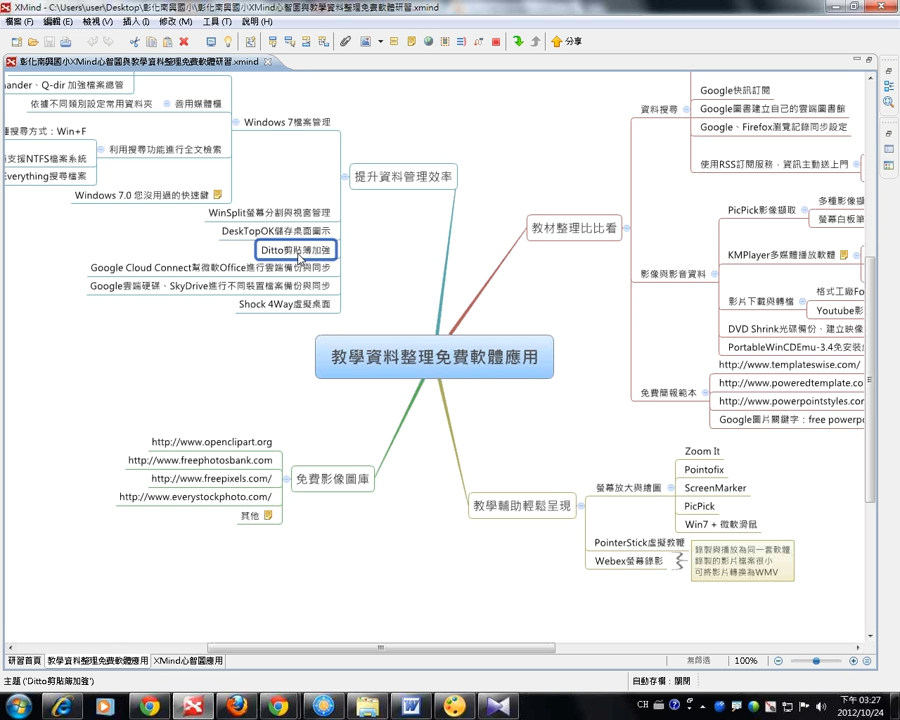 XMind - C:\Users\user\Desktop\彰化南興國小\彰化南興國小XMind心智圖與教學資料整理免費軟體研習.xmind
檔案(F) 編輯(E) 檢視(V) 插入(I) 修改(M) 工具(T) 說明(H)
分享
彰化南興國小XMind心智圖與教學資料整理免費軟體研習.xmind
ander、Q-dir 加強檔案總管
依據不同類別設定常用資料夾
善用媒體櫃
搜尋方式：Win+F
支援NTFS檔案系統
Everything搜尋檔案
利用搜尋功能進行全文檢索
Windows 7.0 您沒用過的快速鍵
Windows 7檔案管理
WinSplit螢幕分割與視窗管理
DeskTopOK儲存桌面圖示
Ditto剪貼簿加強
Google Cloud Connect幫微軟Office進行雲端備份與同步
Google雲端硬碟、SkyDrive進行不同裝置檔案備份與同步
Shock 4Way虛擬桌面
提升資料管理效率
教材整理比比看
資料搜尋
Google快訊訂閱
Google圖書建立自己的雲端圖書館
Google、Firefox瀏覽記錄同步設定
使用RSS訂閱服務，資訊主動送上門
影像與影音資料
PicPick影像擷取
多種影像擷
螢幕白板筆
KMPlayer多媒體播放軟體
影片下載與轉檔
格式工廠Fo
Youtube影
DVD Shrink光碟備份、建立映像
PortableWinCDEmu-3.4免安裝
免費簡報範本
http://www.templateswise.com/
http://www.poweredtemplate.co
http://www.powerpointstyles.cor
Google圖片關鍵字：free powerpo
教學資料整理免費軟體應用
http://www.openclipart.org
http://www.freephotosbank.com
http://www.freepixels.com/
http://www.everystockphoto.com/
其他
免費影像圖庫
教學輔助輕鬆呈現
螢幕放大與繪圖
Zoom It
Pointofix
ScreenMarker
PicPick
Win7 + 微軟滑鼠
PointerStick虛擬教鞭
Webex螢幕錄影
錄製與播放為同一套軟體
錄製的影片檔案很小
可將影片轉換為WMV
研習首頁 教學資料整理免費軟體應用 XMind心智圖應用
無篩選 100%
主題 ('Ditto剪貼簿加強')
自動存檔：關閉
CH
下午 03:27
2012/10/24